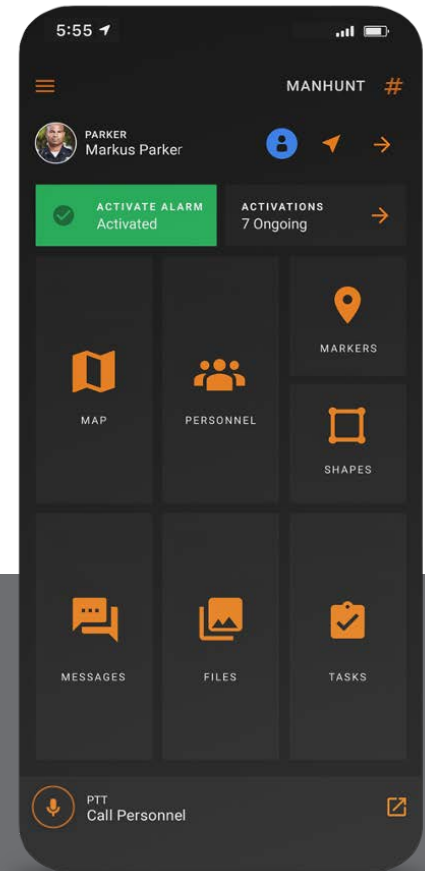 5:55
MANHUNT #
PARKER
Markus Parker
ACTIVATE ALARM
Activated
ACTIVATIONS
7 Ongoing
MARKERS
MAP
PERSONNEL
SHAPES
MESSAGES
FILES
TASKS
PTT
Call Personnel